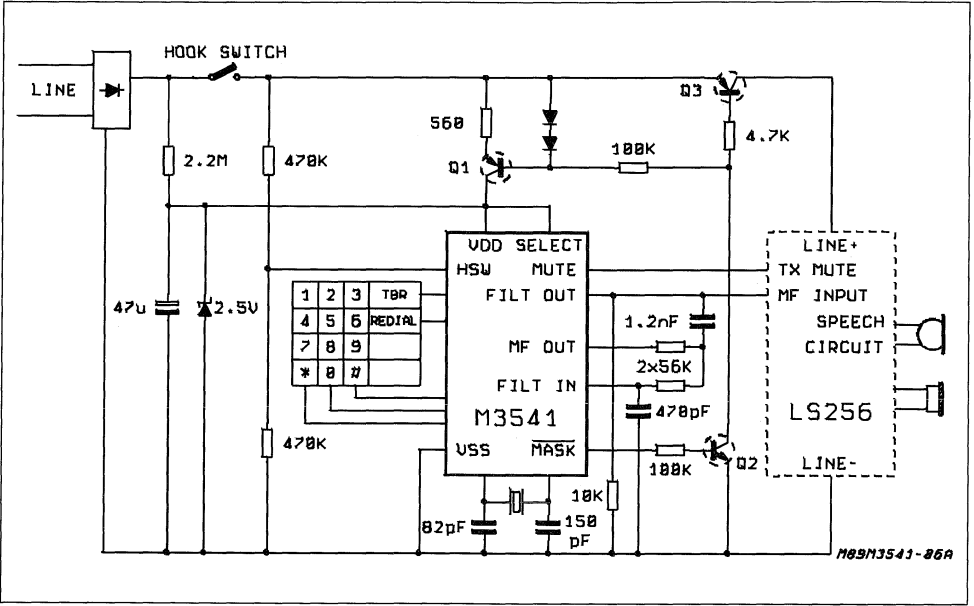 HOOK SWITCH
LINE
Q3
560
4.7K
100K
2.2M
470K
Q1
VDD SELECT
LINE+
HSW
MUTE
TX MUTE
1 2 3 TBR
FILT OUT
MF INPUT
47u
2.5V
4 5 6 REDIAL
1.2nF
SPEECH
7 8 9
MF OUT
CIRCUIT
2x56K
* 0 #
FILT IN
470pF
M3541
LS256
470K
VSS
MASK
Q2
LINE-
100K
10K
82pF
150
pF
M89M3541-06A